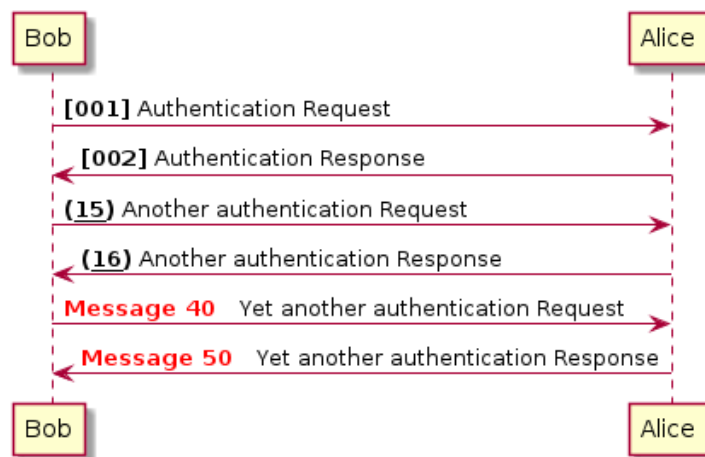 Bob Alice
[001] Authentication Request
[002] Authentication Response
(15) Another authentication Request
(16) Another authentication Response
Message 40 Yet another authentication Request
Message 50 Yet another authentication Response
Bob Alice